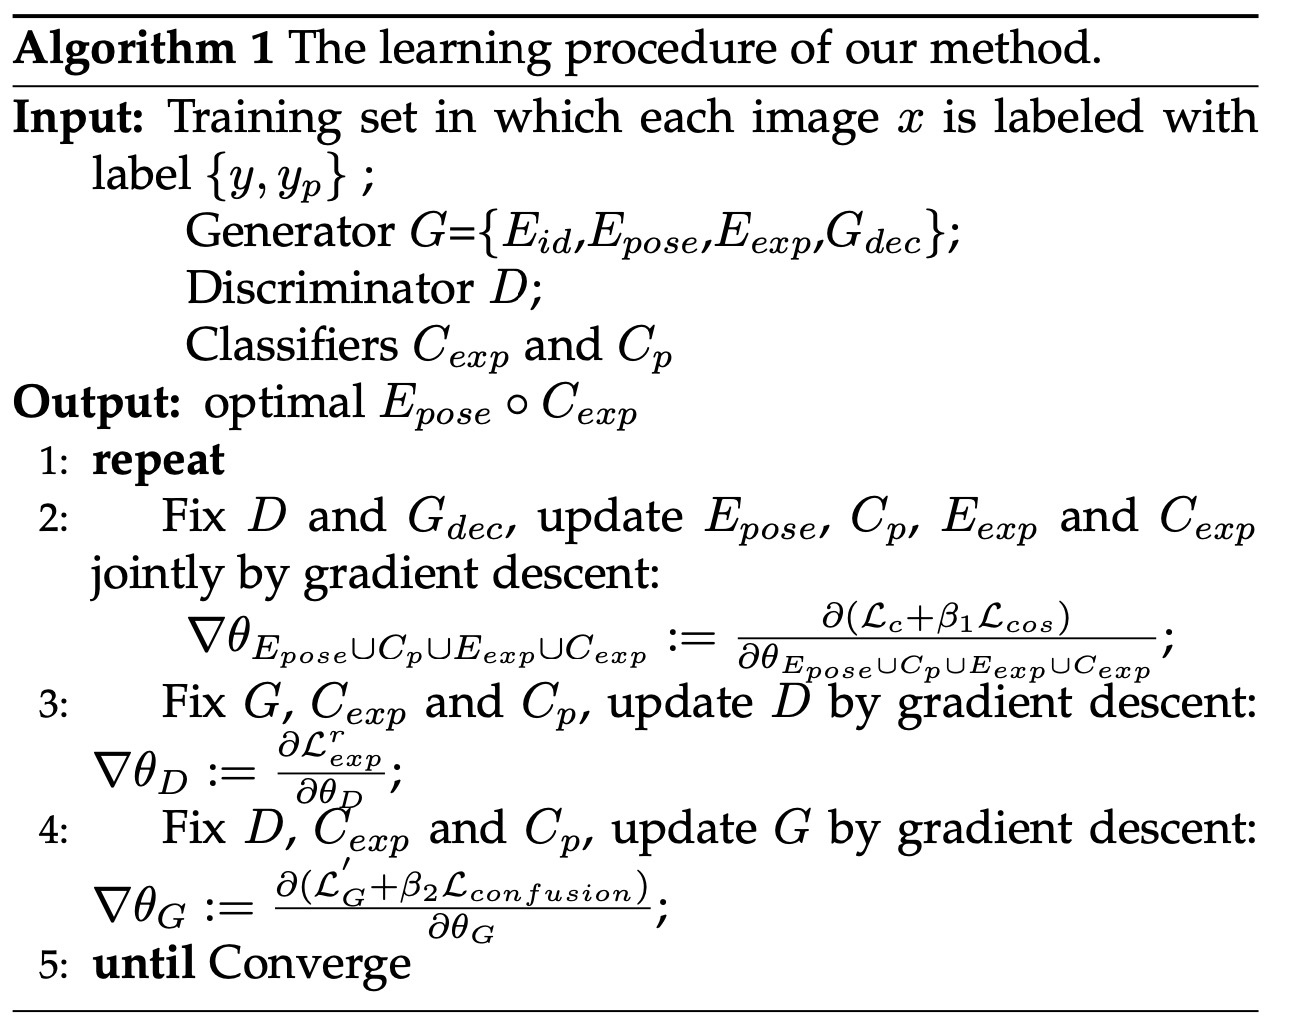 Algorithm 1 The learning procedure of our method.
Input: Training set in which each image $x$ is labeled with
label $\{y, y_p\}$ ;
Generator $G$=$\{E_{id}$,$E_{pose}$,$E_{exp}$,$G_{dec}\}$;
Discriminator $D$;
Classifiers $C_{exp}$ and $C_p$
Output: optimal $E_{pose} \circ C_{exp}$
1: repeat
2: Fix $D$ and $G_{dec}$, update $E_{pose}$, $C_p$, $E_{exp}$ and $C_{exp}$
jointly by gradient descent:
$\nabla\theta_{E_{pose} \cup C_p \cup E_{exp} \cup C_{exp}} := \frac{\partial(\mathcal{L}_c + \beta_1 \mathcal{L}_{cos})}{\partial\theta_{E_{pose} \cup C_p \cup E_{exp} \cup C_{exp}}}$;
3: Fix $G$, $C_{exp}$ and $C_p$, update $D$ by gradient descent:
$\nabla\theta_D := \frac{\partial \mathcal{L}_{exp}^r}{\partial\theta_D}$;
4: Fix $D$, $C_{exp}$ and $C_p$, update $G$ by gradient descent:
$\nabla\theta_G := \frac{\partial(\mathcal{L}_G^{'} + \beta_2 \mathcal{L}_{confusion})}{\partial\theta_G}$;
5: until Converge